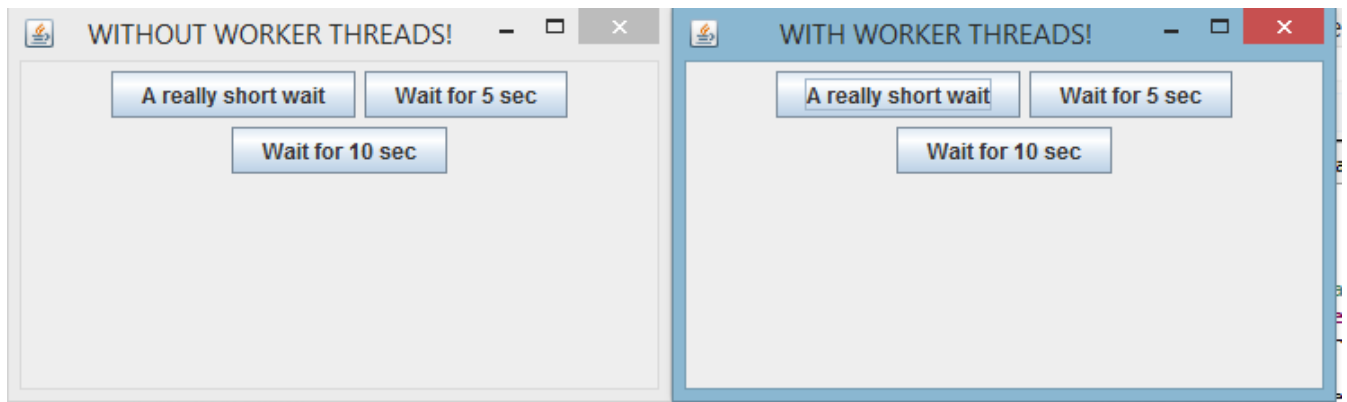 WITHOUT WORKER THREADS!
A really short wait Wait for 5 sec
Wait for 10 sec
WITH WORKER THREADS!
A really short wait Wait for 5 sec
Wait for 10 sec